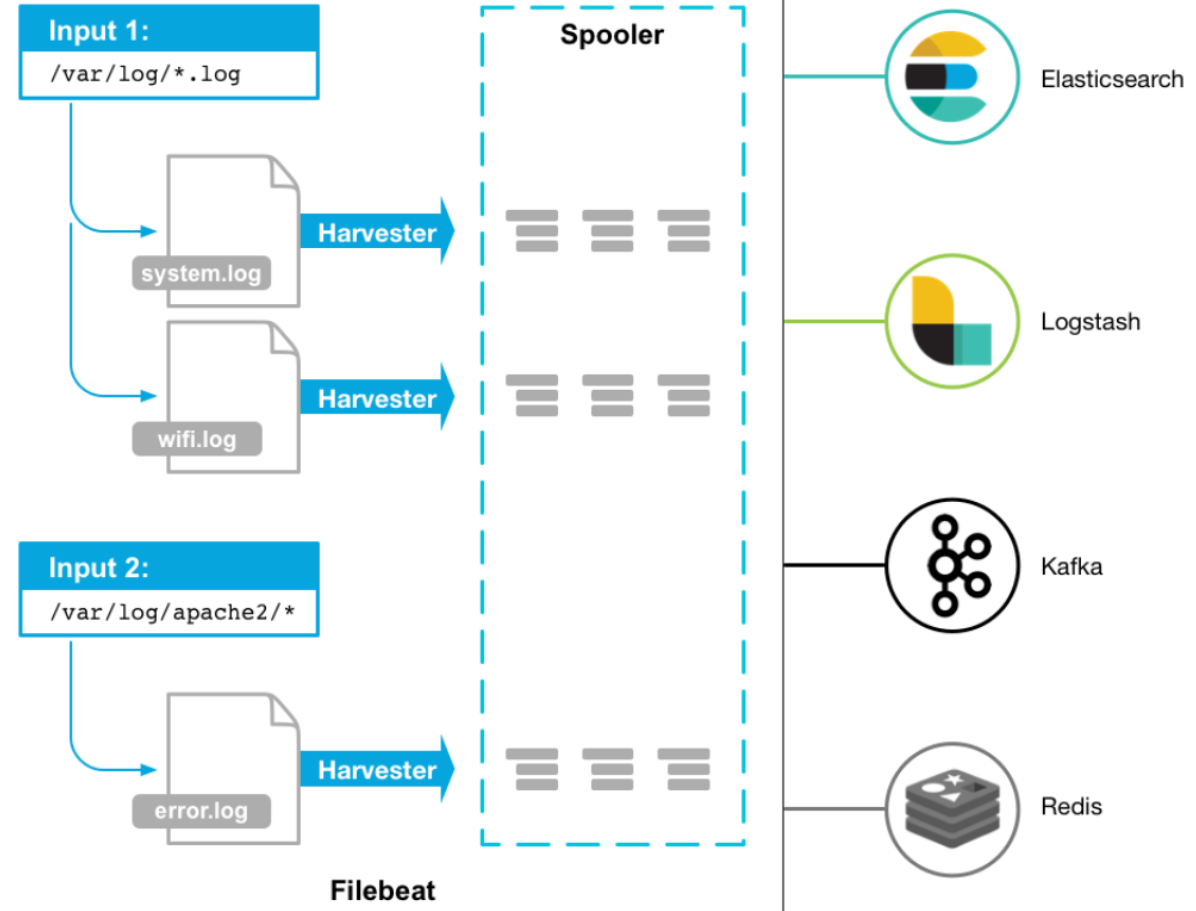 Input 1:
/var/log/*.log
system.log
Harvester
wifi.log
Harvester
Input 2:
/var/log/apache2/*
error.log
Harvester
Spooler
Filebeat
Elasticsearch
Logstash
Kafka
Redis